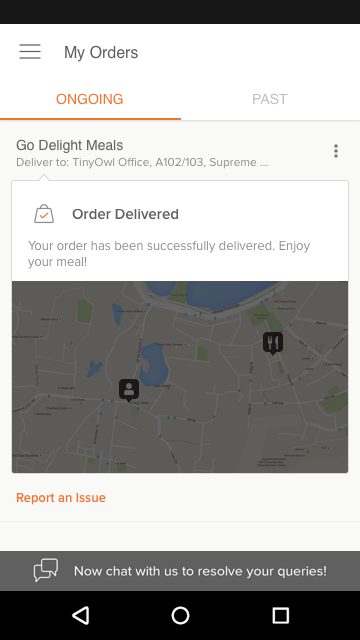 My Orders
ONGOING
PAST
Go Delight Meals
Deliver to: TinyOwl Office, A102/103, Supreme ...
Order Delivered
Your order has been successfully delivered. Enjoy
your meal!
Report an Issue
Now chat with us to resolve your queries!